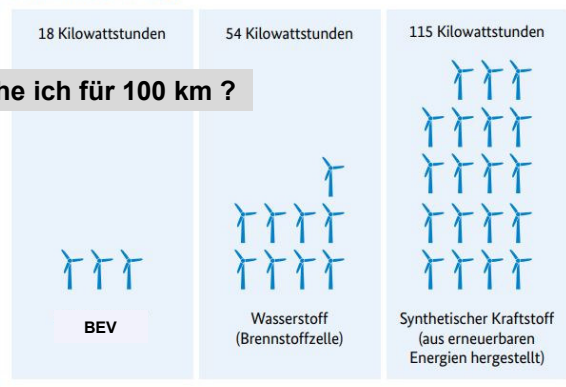 18 Kilowattstunden
54 Kilowattstunden
115 Kilowattstunden
he ich für 100 km ?
BEV
Wasserstoff
(Brennstoffzelle)
Synthetischer Kraftstoff
(aus erneuerbaren
Energien hergestellt)